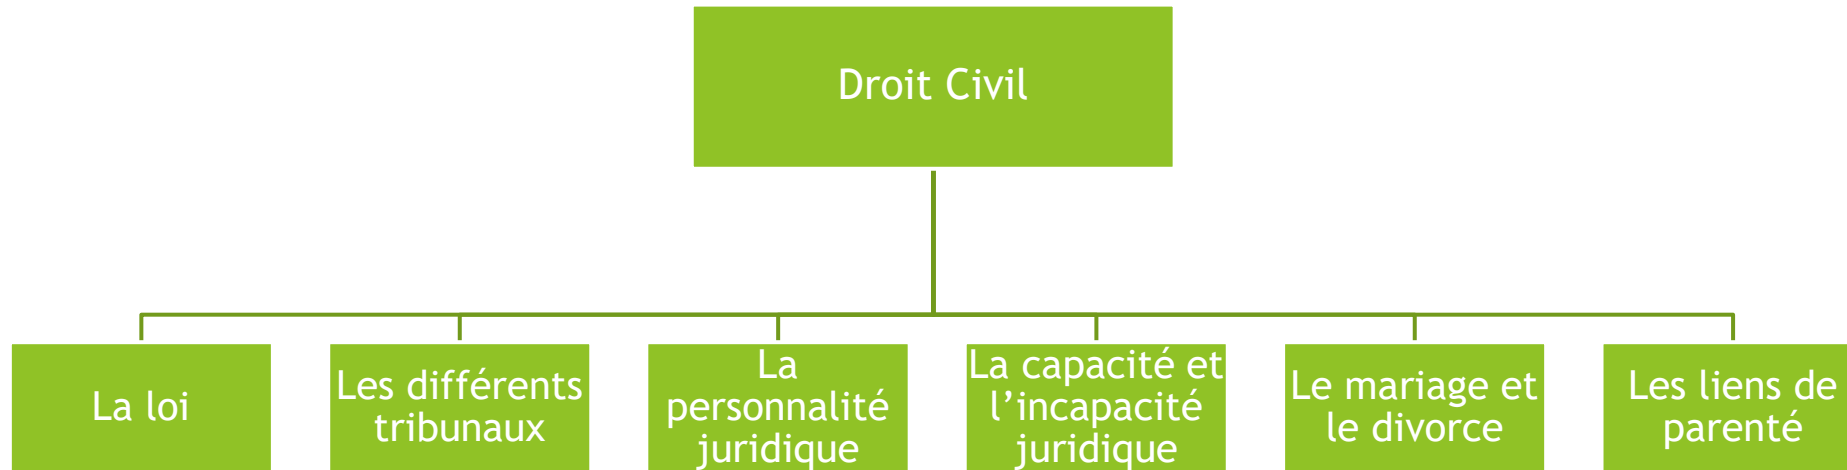 Droit Civil
La loi
Les différents
tribunaux
La
personnalité
juridique
La capacité et
l’incapacité
juridique
Le mariage et
le divorce
Les liens de
parenté